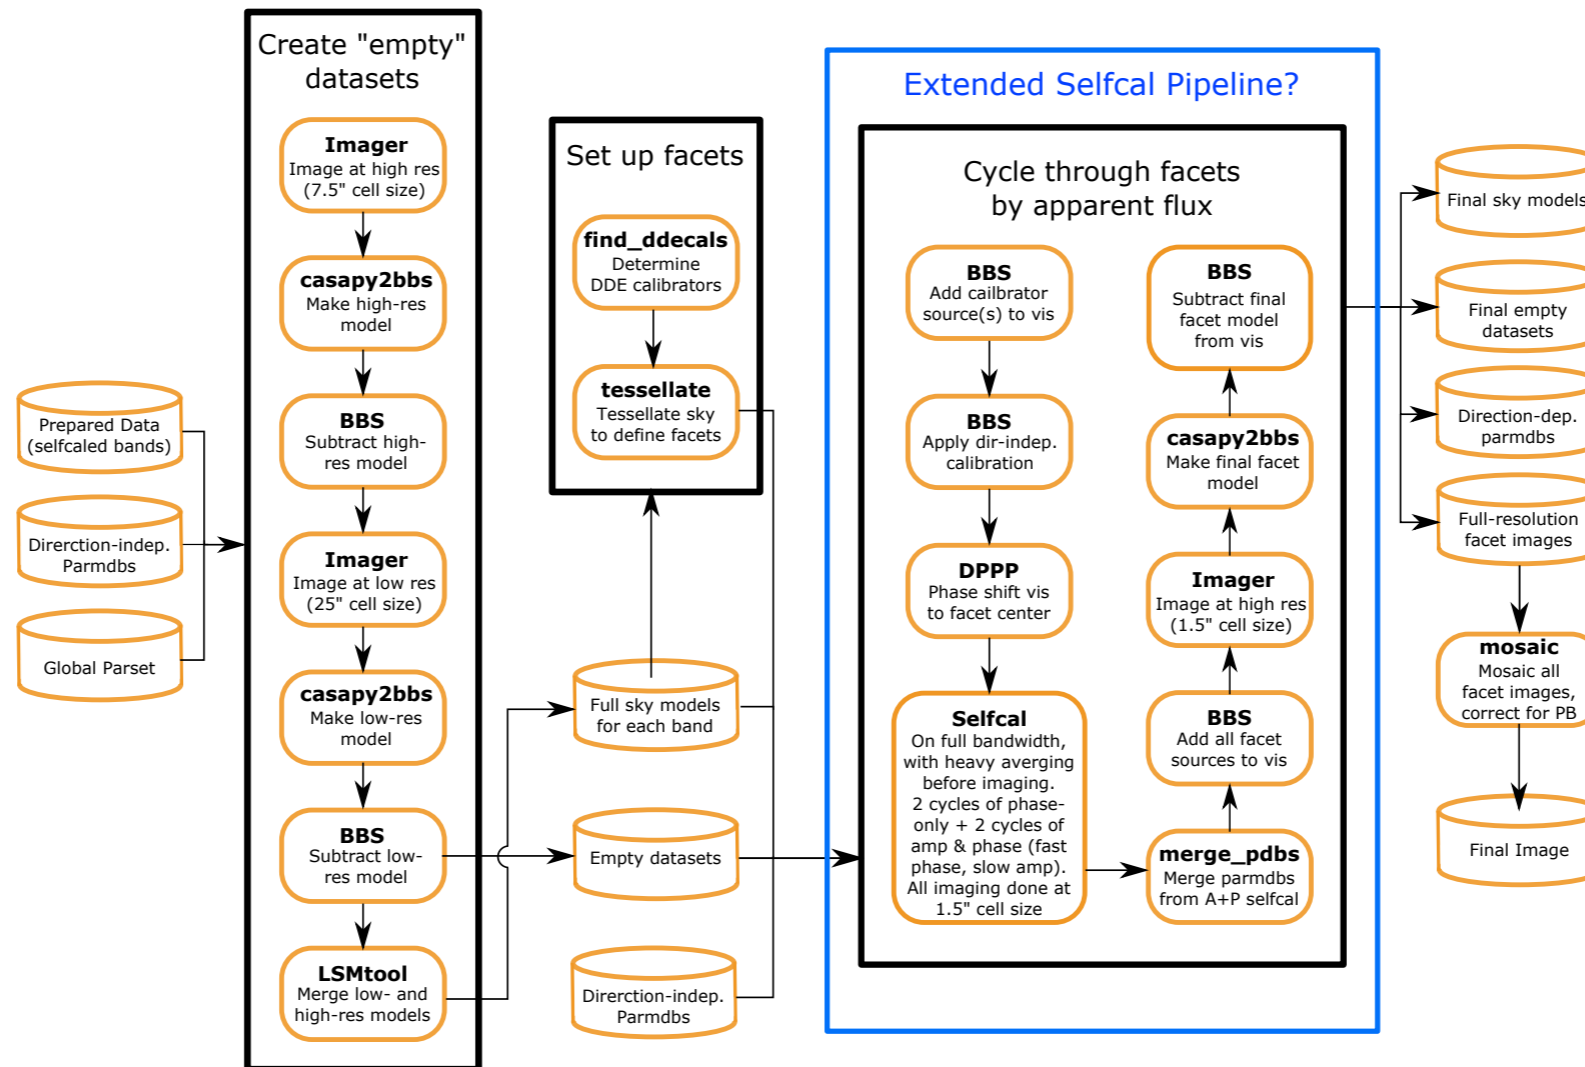 Create "empty"
datasets
Imager
Image at high res
(7.5" cell size)
casapy2bbs
Make high-res
model
BBS
Subtract high-
res model
Imager
Image at low res
(25" cell size)
casapy2bbs
Make low-res
model
BBS
Subtract low-
res model
LSMtool
Merge low- and
high-res models
Prepared Data
(selfcaled bands)
Direrction-indep.
Parmdbs
Global Parset
Set up facets
find_ddecals
Determine
DDE calibrators
tessellate
Tessellate sky
to define facets
Full sky models
for each band
Empty datasets
Direrction-indep.
Parmdbs
Extended Selfcal Pipeline?
Cycle through facets
by apparent flux
BBS
Add cailbrator
source(s) to vis
BBS
Apply dir-indep.
calibration
DPPP
Phase shift vis
to facet center
Selfcal
On full bandwidth,
with heavy averging
before imaging.
2 cycles of phase-
only + 2 cycles of
amp & phase (fast
phase, slow amp).
All imaging done at
1.5" cell size
merge_pdbs
Merge parmdbs
from A+P selfcal
BBS
Add all facet
sources to vis
Imager
Image at high res
(1.5" cell size)
casapy2bbs
Make final facet
model
BBS
Subtract final
facet model
from vis
Final sky models
Final empty
datasets
Direction-dep.
parmdbs
Full-resolution
facet images
mosaic
Mosaic all
facet images,
correct for PB
Final Image